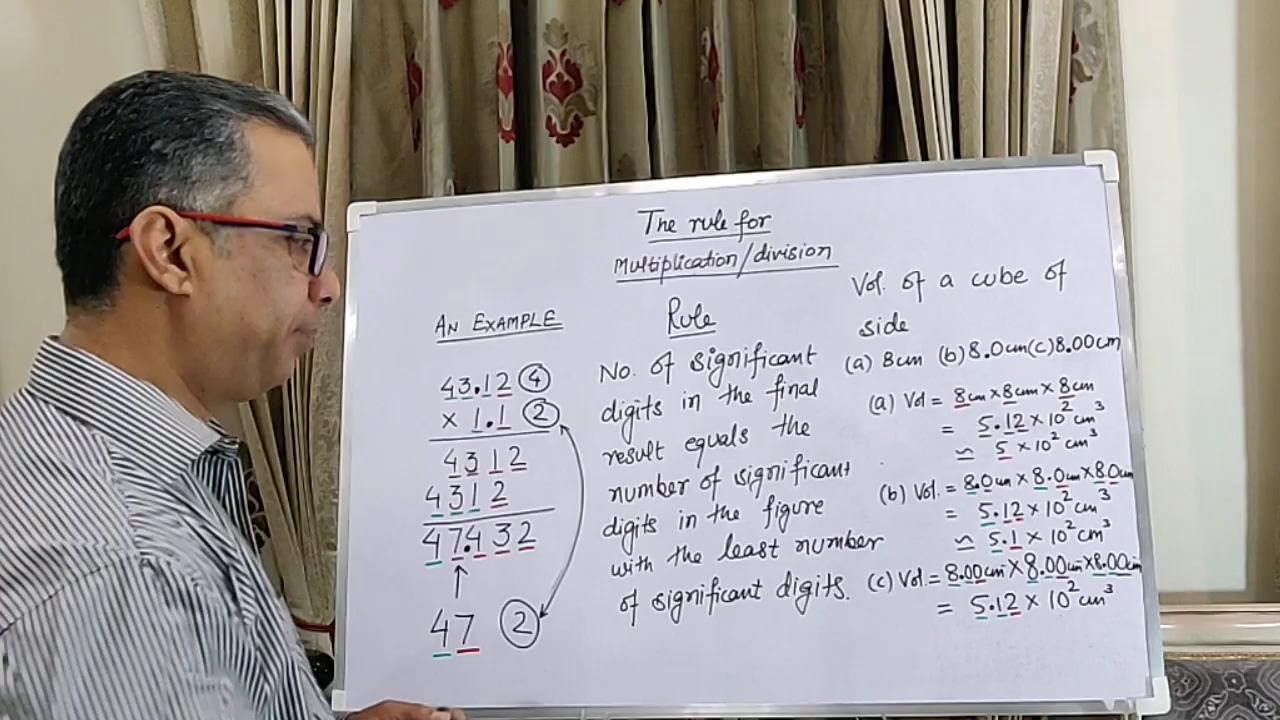 The rule for
Multiplication/division
AN EXAMPLE
43.12 4
× 1.1 2
4312
4312
47.432
↑
47 2
Rule
No. of significant
digits in the final
result equals the
number of significant
digits in the figure
with the least number
of significant digits.
Vol. of a cube of
side
(a) 8cm (b) 8.0cm (c) 8.00cm
(a) Vol = 8cm × 8cm × 8cm
= 5.12 × 10² cm³
≃ 5 × 10² cm³
(b) Vol. = 8.0cm × 8.0cm × 8.0cm
= 5.12 × 10² cm³
≃ 5.1 × 10² cm³
(c) Vol. = 8.00cm × 8.00cm × 8.00cm
= 5.12 × 10² cm³